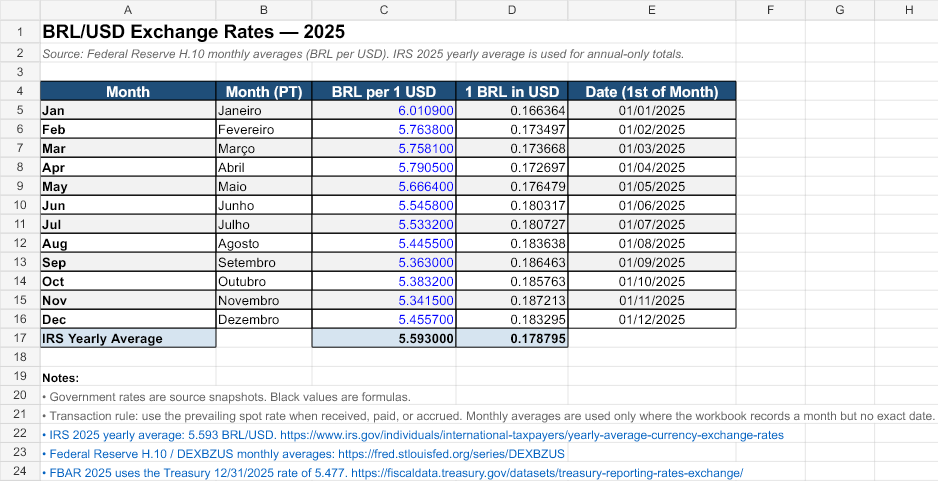 A B C D E F G H
1 BRL/USD Exchange Rates — 2025
2 Source: Federal Reserve H.10 monthly averages (BRL per USD). IRS 2025 yearly average is used for annual-only totals.
3
4 Month Month (PT) BRL per 1 USD 1 BRL in USD Date (1st of Month)
5 Jan Janeiro 6.010900 0.166364 01/01/2025
6 Feb Fevereiro 5.763800 0.173497 01/02/2025
7 Mar Março 5.758100 0.173668 01/03/2025
8 Apr Abril 5.790500 0.172697 01/04/2025
9 May Maio 5.666400 0.176479 01/05/2025
10 Jun Junho 5.545800 0.180317 01/06/2025
11 Jul Julho 5.533200 0.180727 01/07/2025
12 Aug Agosto 5.445500 0.183638 01/08/2025
13 Sep Setembro 5.363000 0.186463 01/09/2025
14 Oct Outubro 5.383200 0.185763 01/10/2025
15 Nov Novembro 5.341500 0.187213 01/11/2025
16 Dec Dezembro 5.455700 0.183295 01/12/2025
17 IRS Yearly Average 5.593000 0.178795
18
19 Notes:
20 • Government rates are source snapshots. Black values are formulas.
21 • Transaction rule: use the prevailing spot rate when received, paid, or accrued. Monthly averages are used only where the workbook records a month but no exact date.
22 • IRS 2025 yearly average: 5.593 BRL/USD. https://www.irs.gov/individuals/international-taxpayers/yearly-average-currency-exchange-rates
23 • Federal Reserve H.10 / DEXBZUS monthly averages: https://fred.stlouisfed.org/series/DEXBZUS
24 • FBAR 2025 uses the Treasury 12/31/2025 rate of 5.477. https://fiscaldata.treasury.gov/datasets/treasury-reporting-rates-exchange/